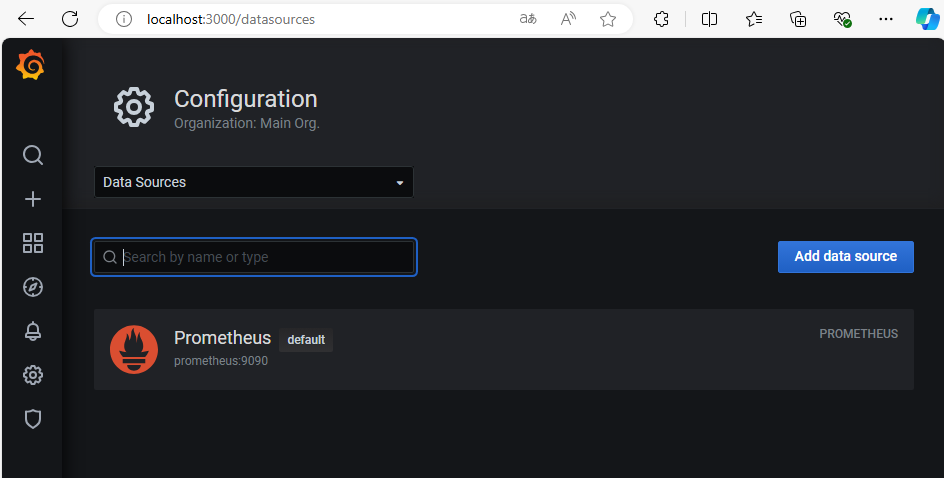 localhost:3000/datasources
Configuration
Organization: Main Org.
Data Sources
Search by name or type
Add data source
Prometheus default
PROMETHEUS
prometheus:9090